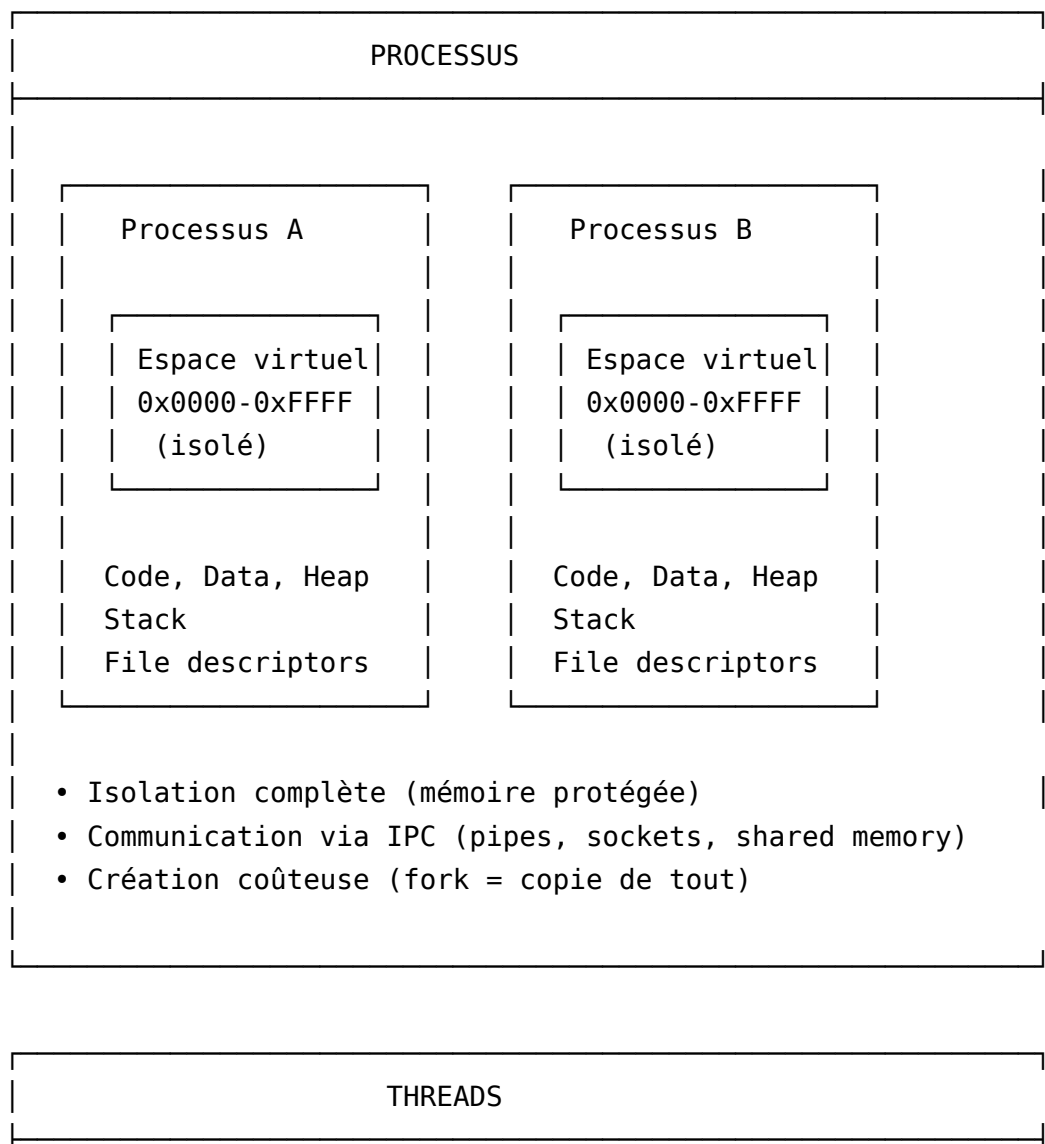 PROCESSUS
Processus A Processus B
Espace virtuel Espace virtuel
0x0000-0xFFFF 0x0000-0xFFFF
(isolé) (isolé)
Code, Data, Heap Code, Data, Heap
Stack Stack
File descriptors File descriptors
• Isolation complète (mémoire protégée)
• Communication via IPC (pipes, sockets, shared memory)
• Création coûteuse (fork = copie de tout)
THREADS